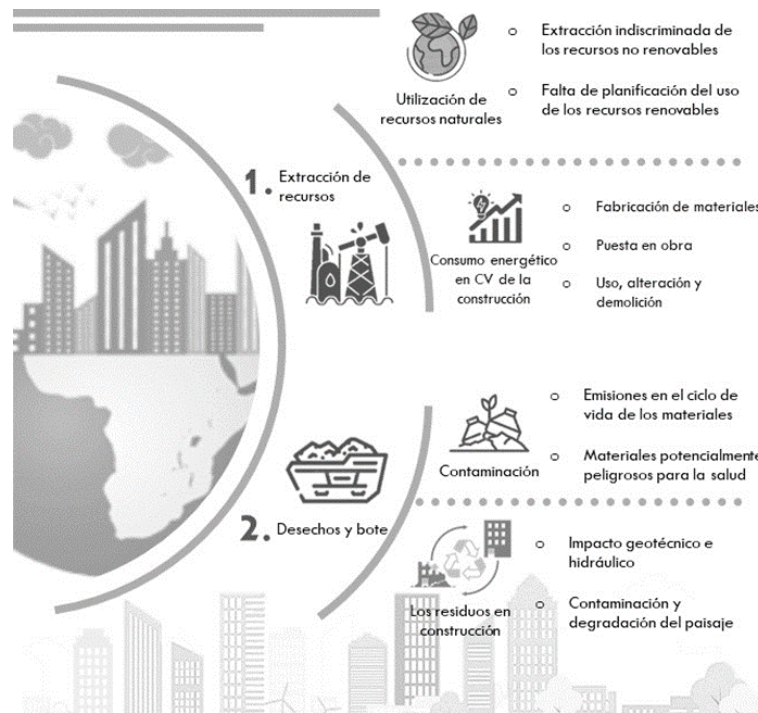 Utilización de
recursos naturales
o Extracción indiscriminada de
los recursos no renovables
o Falta de planificación del uso
de los recursos renovables
1. Extracción de
recursos
Consumo energético
en CV de la
construcción
o Fabricación de materiales
o Puesta en obra
o Uso, alteración y
demolición
Contaminación
o Emisiones en el ciclo de
vida de los materiales
o Materiales potencialmente
peligrosos para la salud
2. Desechos y bote
Los residuos en
construcción
o Impacto geotécnico e
hidráulico
o Contaminación y
degradación del paisaje